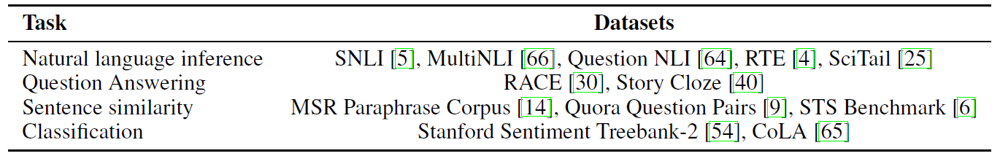 Task Datasets
Natural language inference SNLI [5], MultiNLI [66], Question NLI [64], RTE [4], SciTail [25]
Question Answering RACE [30], Story Cloze [40]
Sentence similarity MSR Paraphrase Corpus [14], Quora Question Pairs [9], STS Benchmark [6]
Classification Stanford Sentiment Treebank-2 [54], CoLA [65]